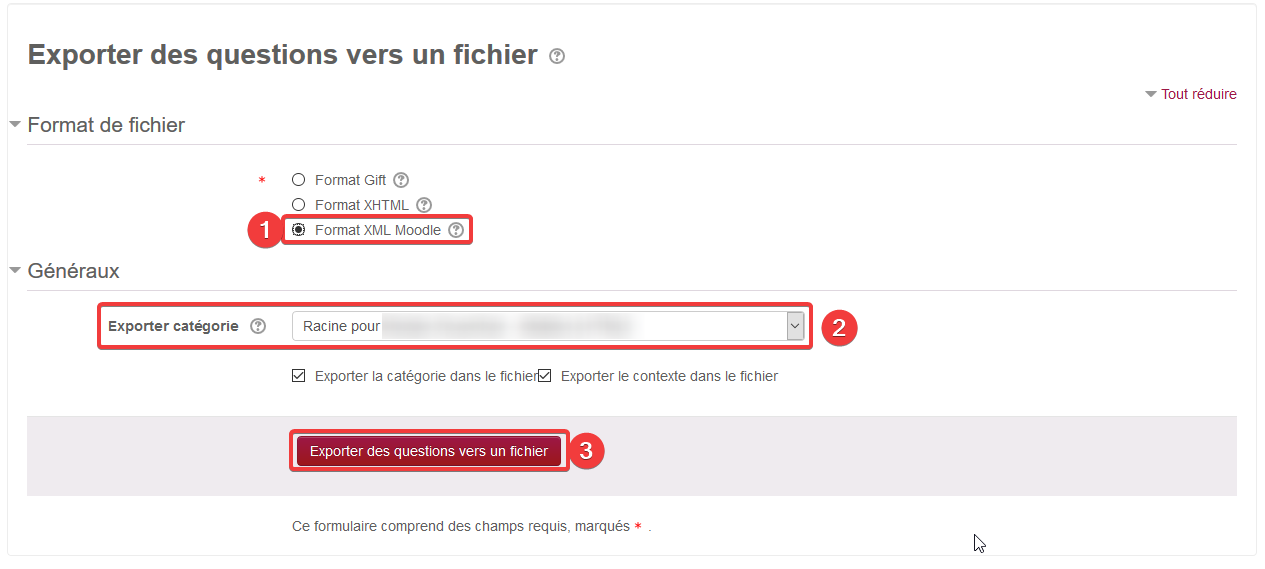 Exporter des questions vers un fichier
Tout réduire
Format de fichier
* Format Gift
Format XHTML
1 Format XML Moodle
Généraux
Exporter catégorie Racine pour 2
Exporter la catégorie dans le fichier Exporter le contexte dans le fichier
Exporter des questions vers un fichier 3
Ce formulaire comprend des champs requis, marqués * .